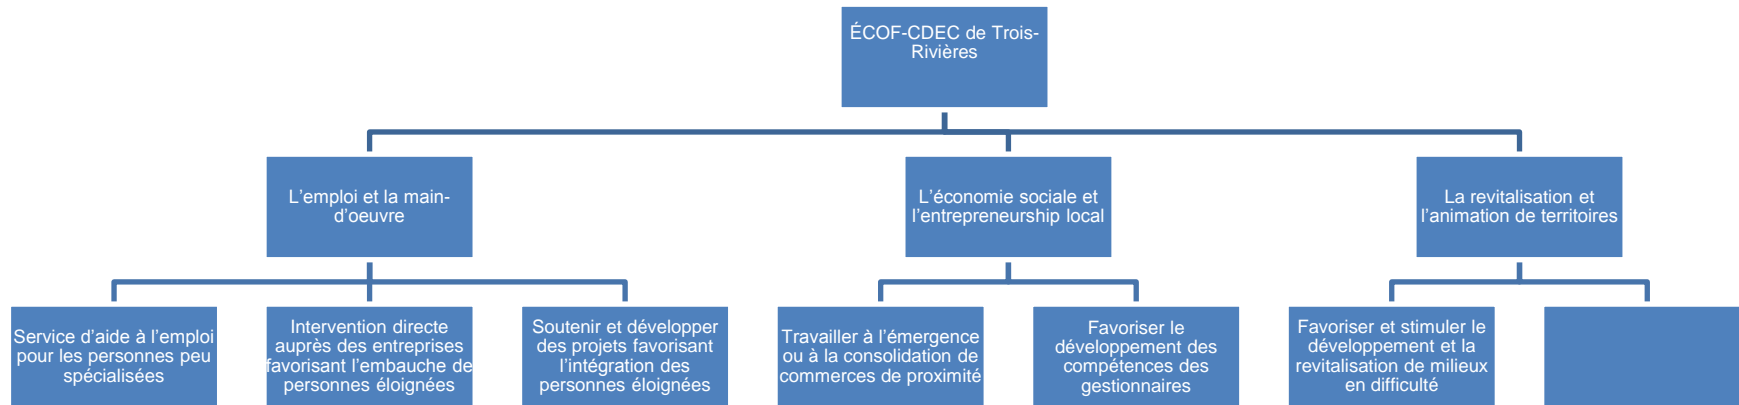 ÉCOF-CDEC de Trois-
Rivières
L'emploi et la main-
d'oeuvre
L'économie sociale et
l'entrepreneurship local
La revitalisation et
l'animation de territoires
Service d'aide à l'emploi
pour les personnes peu
spécialisées
Intervention directe
auprès des entreprises
favorisant l'embauche de
personnes éloignées
Soutenir et développer
des projets favorisant
l'intégration des
personnes éloignées
Travailler à l'émergence
ou à la consolidation de
commerces de proximité
Favoriser le
développement des
compétences des
gestionnaires
Favoriser et stimuler le
développement et la
revitalisation de milieux
en difficulté